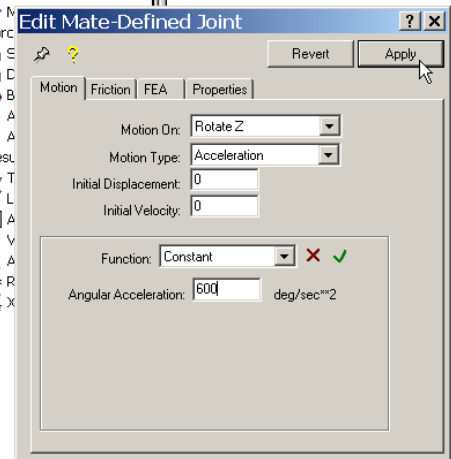 Edit Mate-Defined Joint
Revert Apply
Motion Friction FEA Properties
Motion On: Rotate Z
Motion Type: Acceleration
Initial Displacement: 0
Initial Velocity: 0
Function: Constant
Angular Acceleration: 600 deg/sec**2